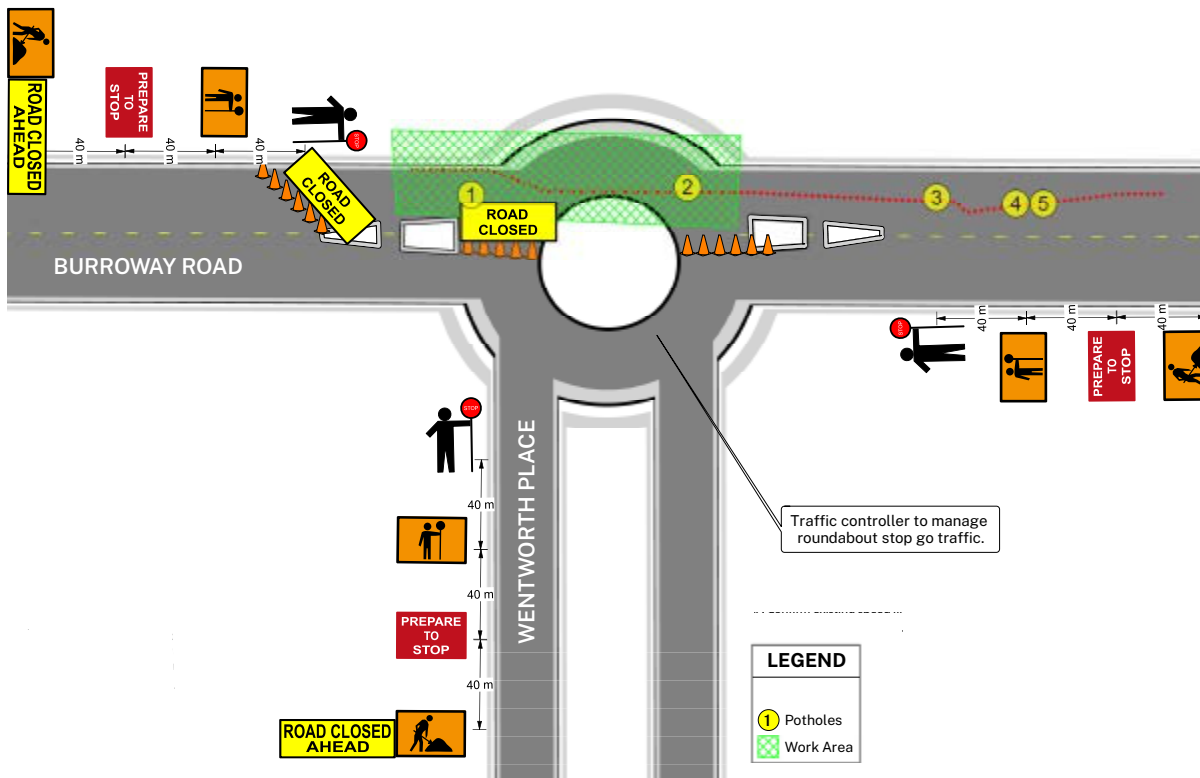 ROAD CLOSED
AHEAD
40 m
PREPARE
TO
STOP
40 m
40 m
STOP
ROAD
CLOSED
1
ROAD
CLOSED
2
3
4
5
BURROWAY ROAD
STOP
40 m
40 m
PREPARE
TO
STOP
40 m
STOP
WENTWORTH PLACE
40 m
40 m
PREPARE
TO
STOP
40 m
ROAD CLOSED
AHEAD
Traffic controller to manage
roundabout stop go traffic.
LEGEND
1 Potholes
Work Area